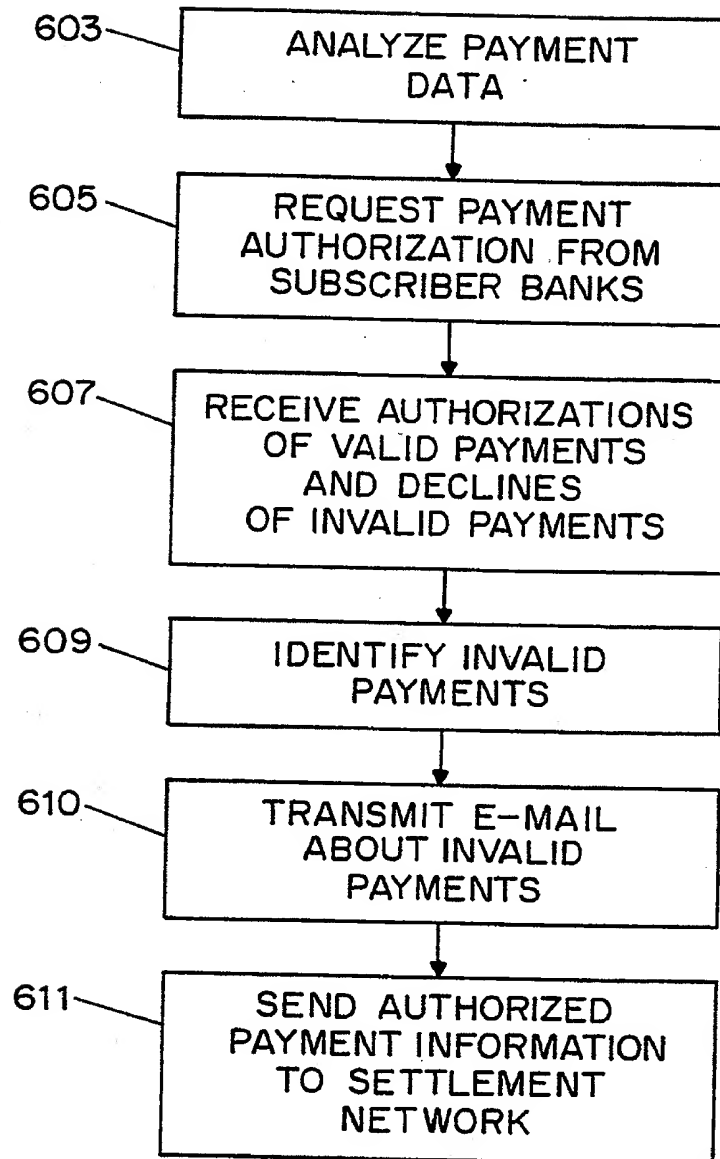 603
ANALYZE PAYMENT
DATA
605
REQUEST PAYMENT
AUTHORIZATION FROM
SUBSCRIBER BANKS
607
RECEIVE AUTHORIZATIONS
OF VALID PAYMENTS
AND DECLINES
OF INVALID PAYMENTS
609
IDENTIFY INVALID
PAYMENTS
610
TRANSMIT E-MAIL
ABOUT INVALID
PAYMENTS
611
SEND AUTHORIZED
PAYMENT INFORMATION
TO SETTLEMENT
NETWORK